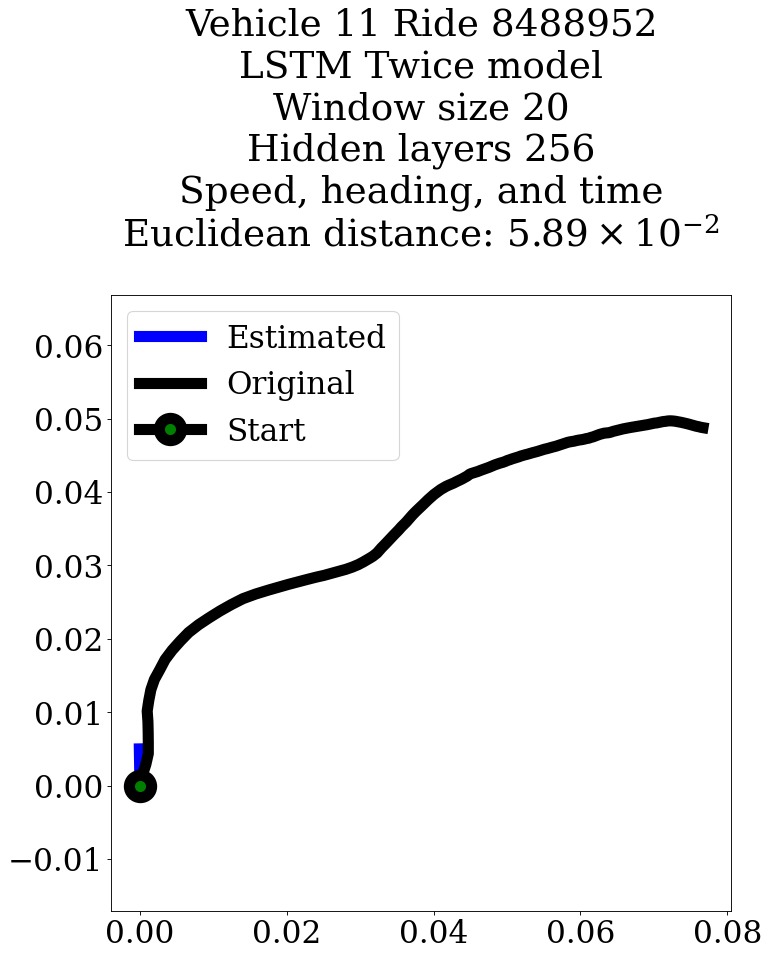 Vehicle 11 Ride 8488952
LSTM Twice model
Window size 20
Hidden layers 256
Speed, heading, and time
Euclidean distance: 5.89 × 10⁻²
Estimated
Original
Start
0.06
0.05
0.04
0.03
0.02
0.01
0.00
−0.01
0.00 0.02 0.04 0.06 0.08